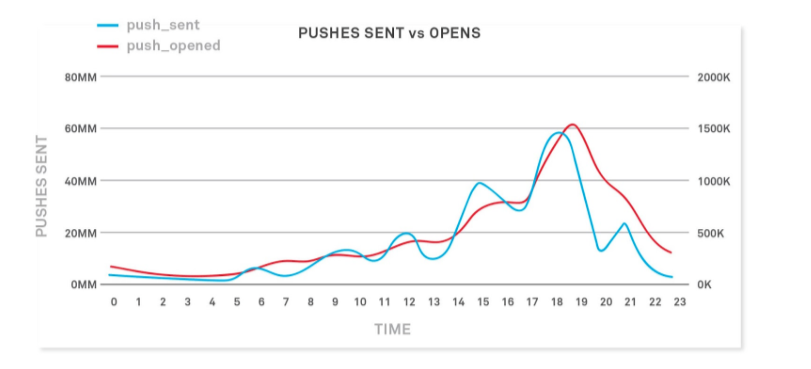 push_sent
push_opened
PUSHES SENT vs OPENS
80MM 2000K
60MM 1500K
40MM 1000K
20MM 500K
0MM 0K
PUSHES SENT
0 1 2 3 4 5 6 7 8 9 10 11 12 13 14 15 16 17 18 19 20 21 22 23
TIME